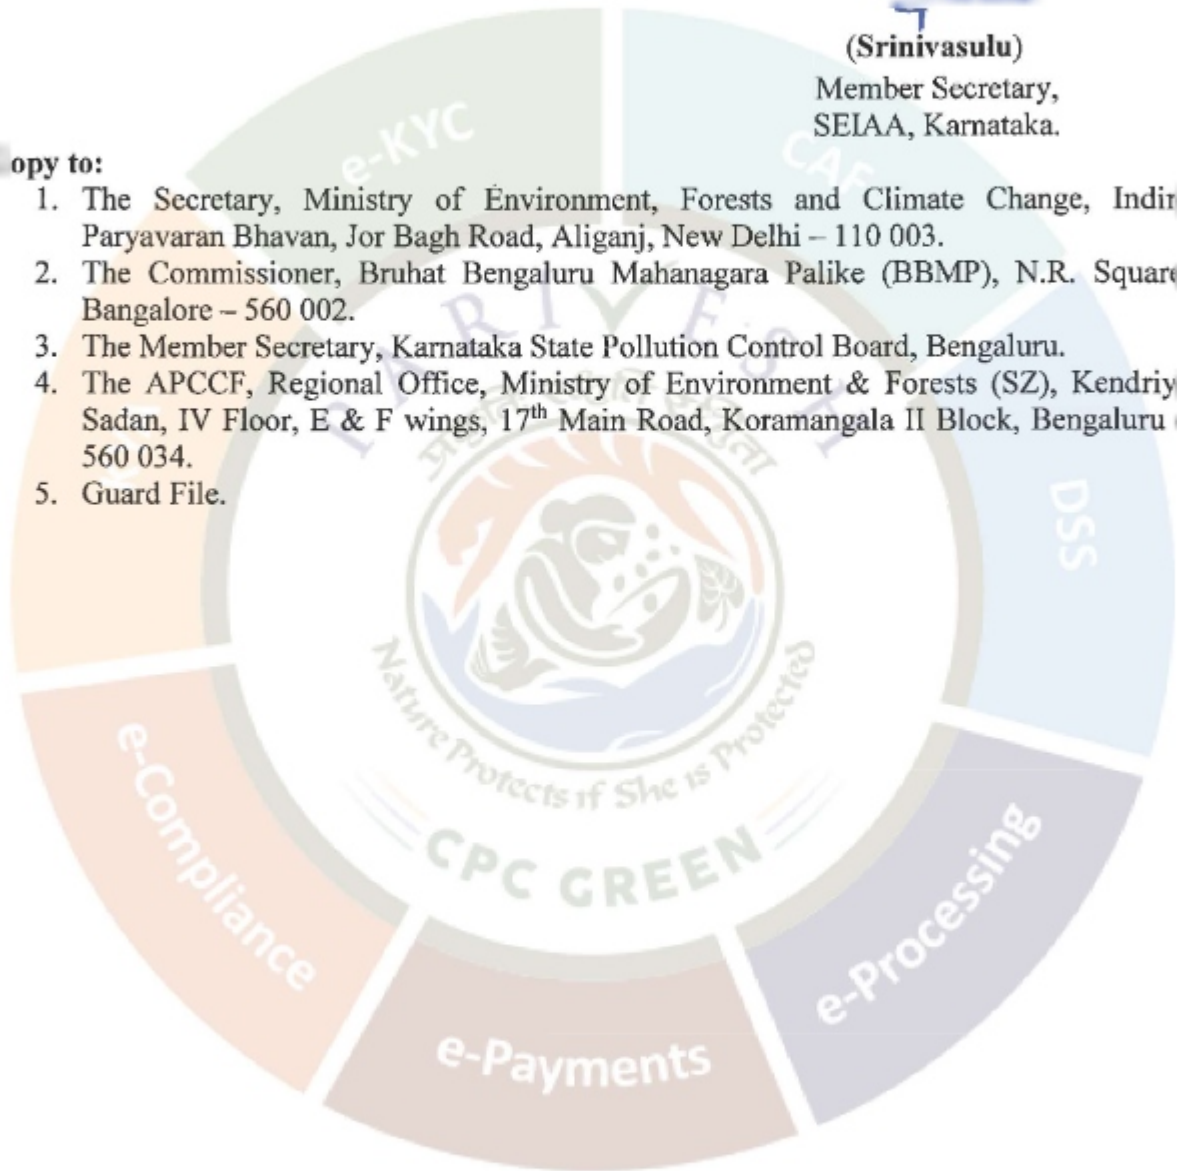 (Srinivasulu)
Member Secretary,
SEIAA, Karnataka.
opy to:
1. The Secretary, Ministry of Environment, Forests and Climate Change, Indir
Paryavaran Bhavan, Jor Bagh Road, Aliganj, New Delhi – 110 003.
2. The Commissioner, Bruhat Bengaluru Mahanagara Palike (BBMP), N.R. Square
Bangalore – 560 002.
3. The Member Secretary, Karnataka State Pollution Control Board, Bengaluru.
4. The APCCF, Regional Office, Ministry of Environment & Forests (SZ), Kendriy
Sadan, IV Floor, E & F wings, 17th Main Road, Koramangala II Block, Bengaluru
560 034.
5. Guard File.
e-KYC
CAF
PARIVESH
DSS
Nature Protects if She is Protected
CPC GREEN
e-Compliance
e-Processing
e-Payments